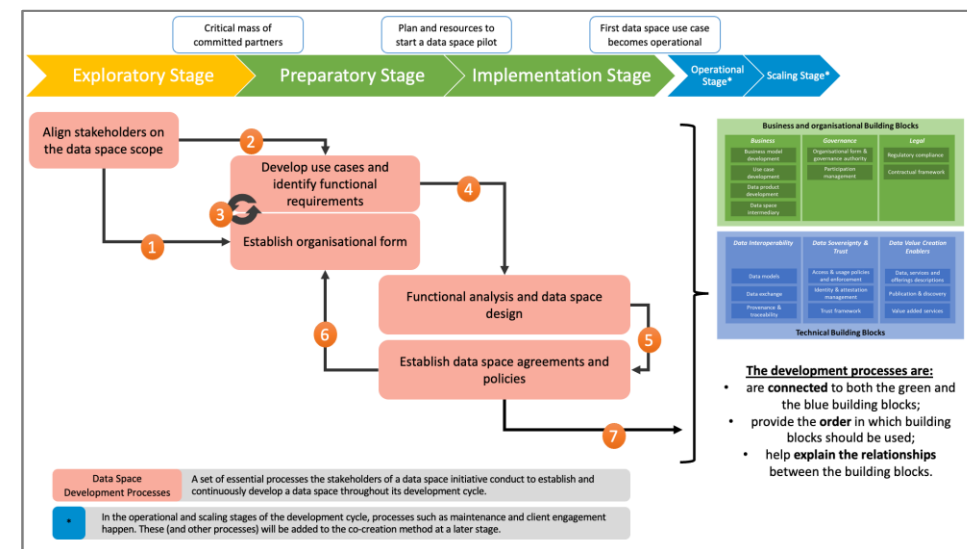 Critical mass of
committed partners
Plan and resources to
start a data space pilot
First data space use case
becomes operational
Exploratory Stage
Preparatory Stage
Implementation Stage
Operational
Stage*
Scaling Stage*
Align stakeholders on
the data space scope
2
Develop use cases and
identify functional
requirements
4
3
1
Establish organisational form
Functional analysis and data space
design
6
5
Establish data space agreements and
policies
7
Business and organisational Building Blocks
Business
Business model
development
Use case
development
Data product
development
Data space
intermediary
Governance
Organisational form &
governance authority
Participation
management
Legal
Regulatory compliance
Contractual framework
Data Interoperability
Data models
Data exchange
Provenance &
traceability
Data Sovereignty &
Trust
Access & usage policies
and enforcement
Identity & attestation
management
Trust framework
Data Value Creation
Enablers
Data, services and
offerings descriptions
Publication & discovery
Value added services
Technical Building Blocks
The development processes are:
• are connected to both the green and
the blue building blocks;
• provide the order in which building
blocks should be used;
• help explain the relationships
between the building blocks.
Data Space
Development Processes
A set of essential processes the stakeholders of a data space initiative conduct to establish and
continuously develop a data space throughout its development cycle.
*
In the operational and scaling stages of the development cycle, processes such as maintenance and client engagement
happen. These (and other processes) will be added to the co-creation method at a later stage.